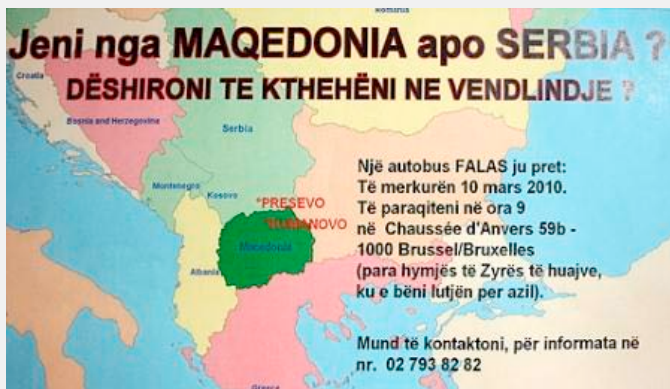 Romania
Jeni nga MAQEDONIA apo SERBIA ?
Croatia
DËSHIRONI TE KTHEHËNI NE VENDLINDJE ?
Bosnia and Herzegovina
Serbia
Montenegro
Kosovo
*PRESEVO
*KUMANOVO
Macedonia
Albania
Greece
Një autobus FALAS ju pret:
Të merkurën 10 mars 2010.
Të paraqiteni në ora 9
në Chaussée d'Anvers 59b -
1000 Brussel/Bruxelles
(para hymjës të Zyrës të huajve,
ku e bëni lutjën per azil).
Mund të kontaktoni, për informata në
nr. 02 793 82 82